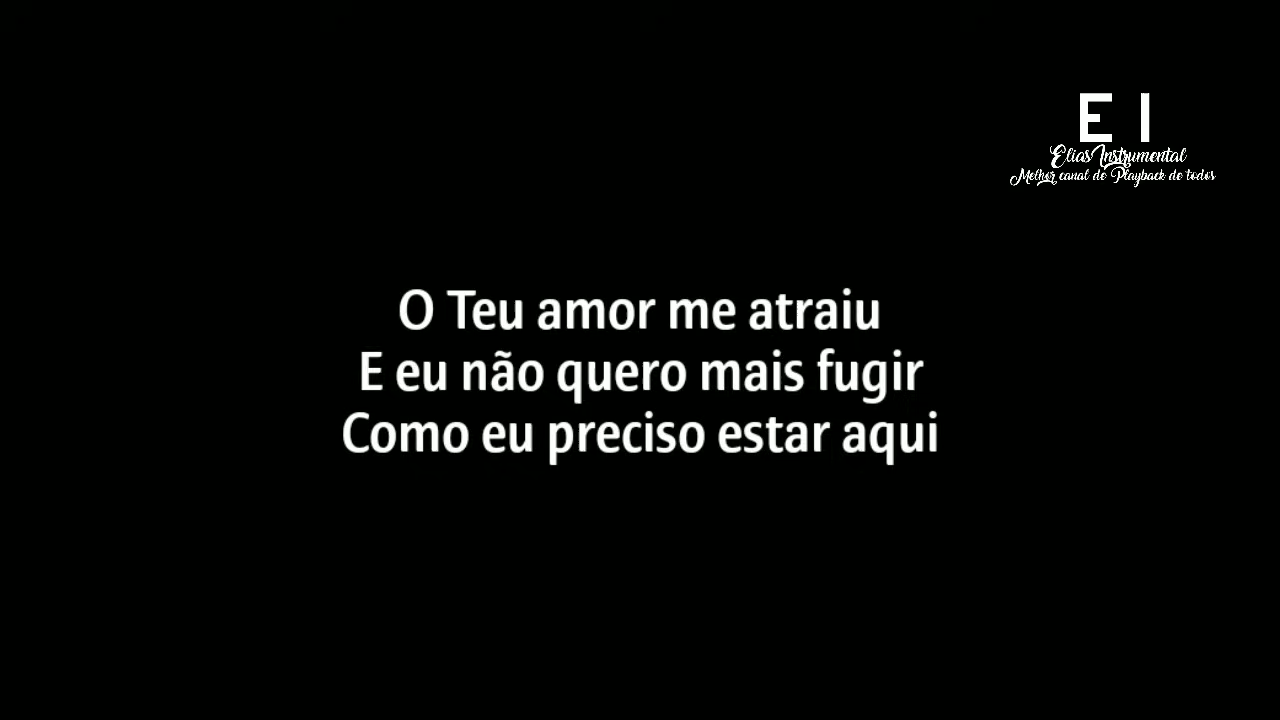 E I
Elias Instrumental
Melhor canal de Playback de todos
O Teu amor me atraiu
E eu não quero mais fugir
Como eu preciso estar aqui